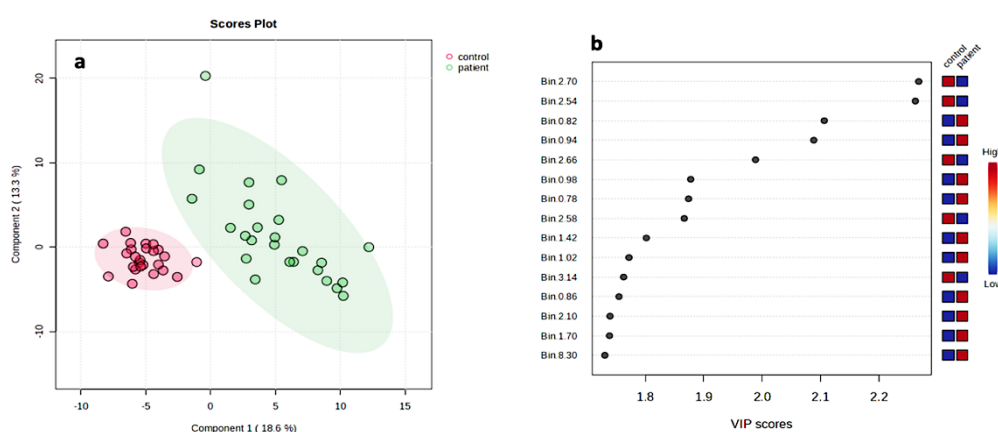 Scores Plot
a
control
patient
20
10
0
-10
-10
-5
0
5
10
15
Component 1 ( 18.6 %)
Component 2 ( 13.3 %)
b
control
patient
Bin.2.70
Bin.2.54
Bin.0.82
Bin.0.94
Bin.2.66
Bin.0.98
Bin.0.78
Bin.2.58
Bin.1.42
Bin.1.02
Bin.3.14
Bin.0.86
Bin.2.10
Bin.1.70
Bin.8.30
1.8
1.9
2.0
2.1
2.2
VIP scores
Hig
Lo